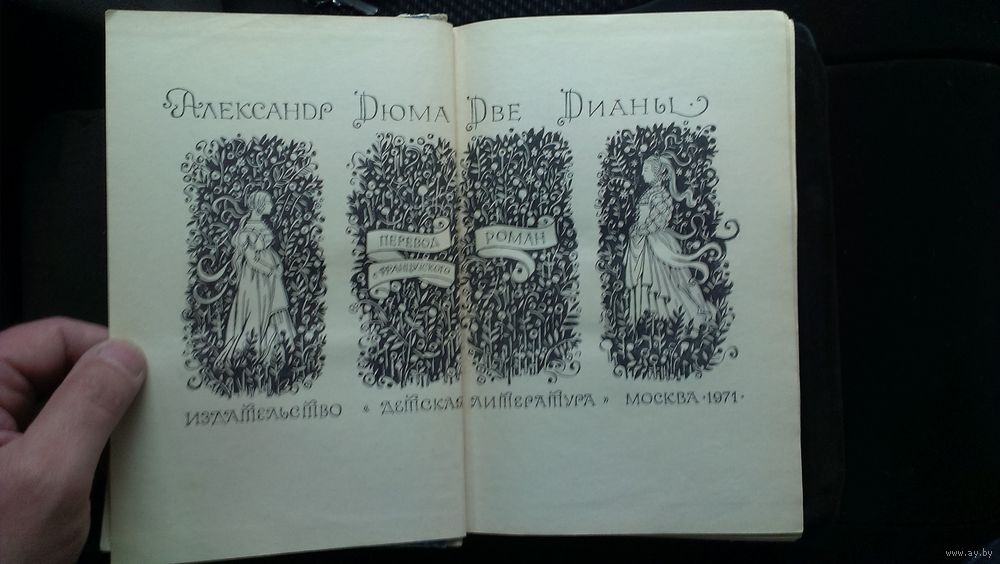 Александр Дюма Две Дианы
ПЕРЕВОД
с ФРАНЦУЗСКОГО
РОМАН
ИЗДАТЕЛЬСТВО « ДЕТСКАЯ ЛИТЕРАТУРА » МОСКВА · 1971 ·
www.ay.by